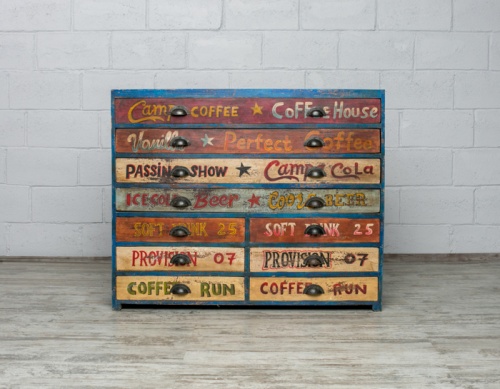 Camp COFFEE ★ COFFEE HOUSE
Vanilla ★ Perfect Coffee
PASSING SHOW ★ CAMP COLA
ICE COLD Beer ★ COLD BEER
SOFT DRINK 25 SOFT DRINK 25
PROVISION 07 PROVISION 07
COFFEE RUN COFFEE RUN